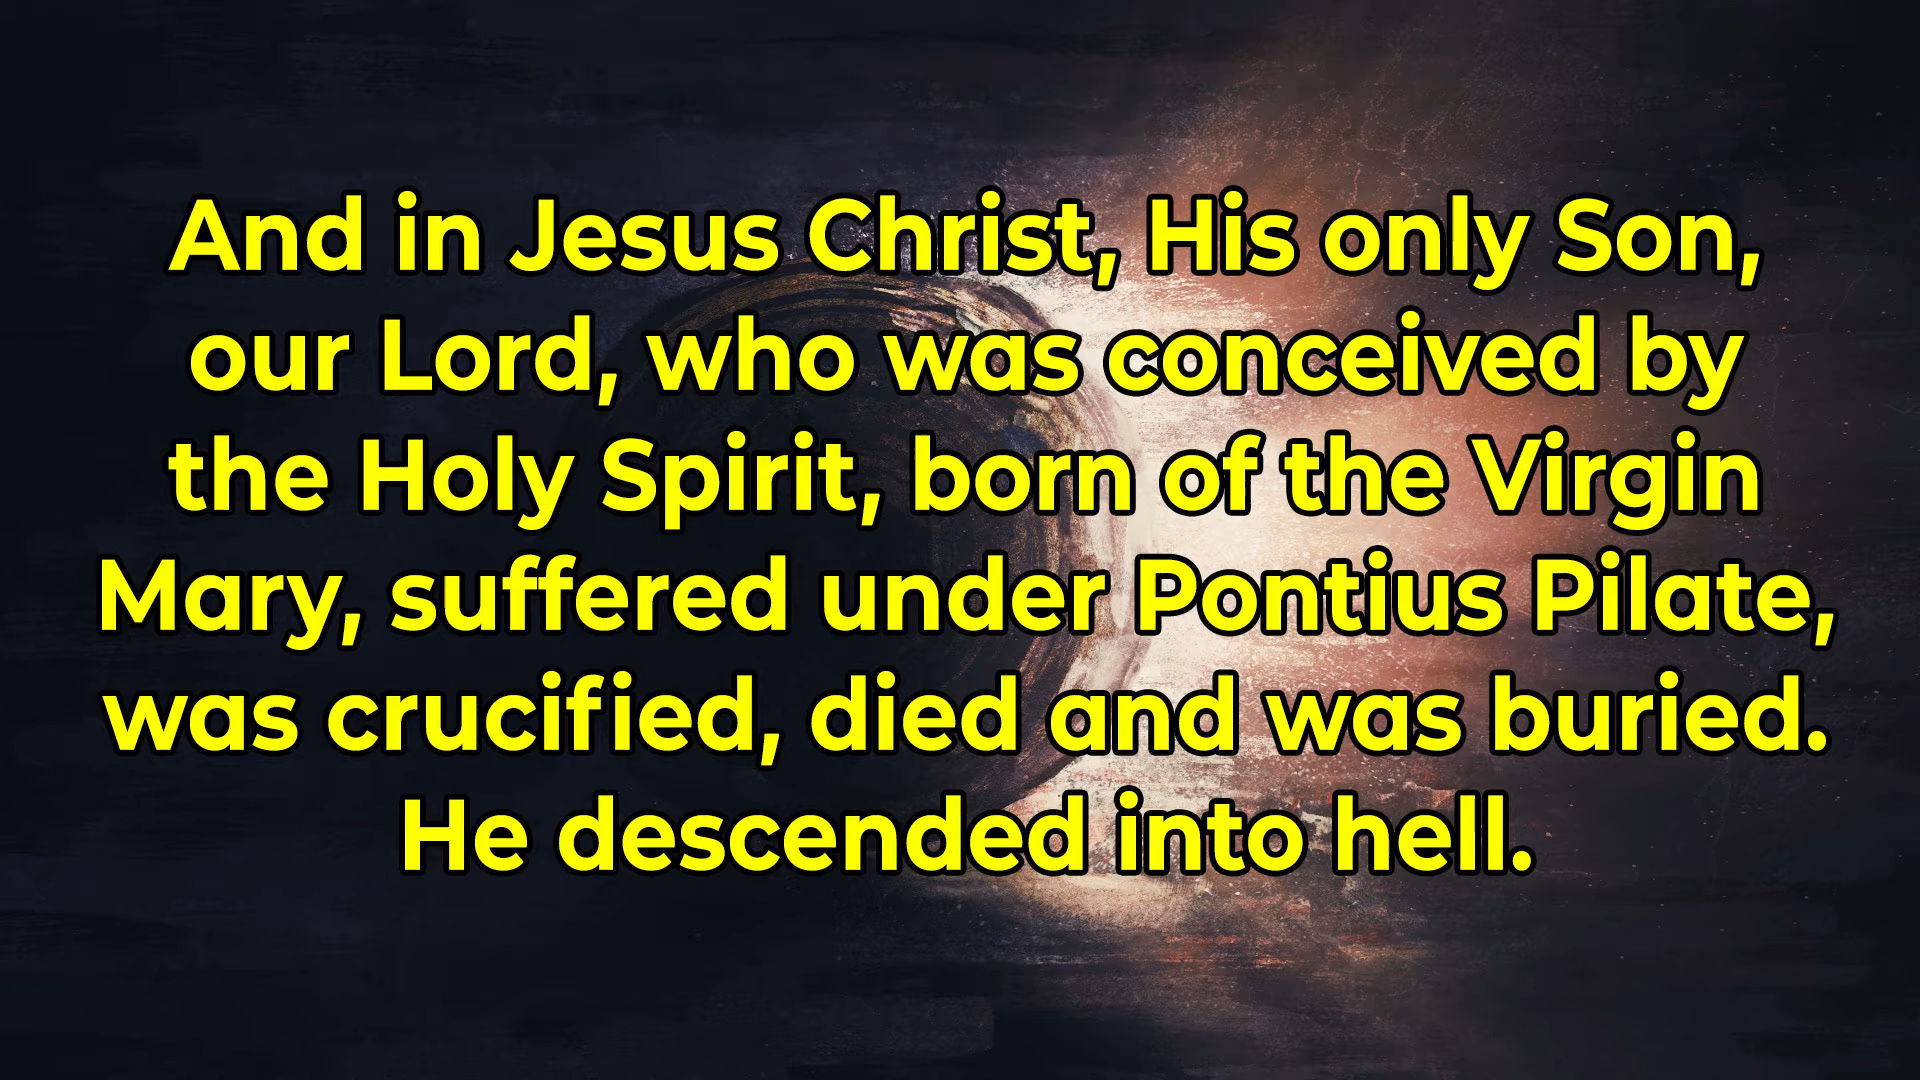 And in Jesus Christ, His only Son,
our Lord, who was conceived by
the Holy Spirit, born of the Virgin
Mary, suffered under Pontius Pilate,
was crucified, died and was buried.
He descended into hell.